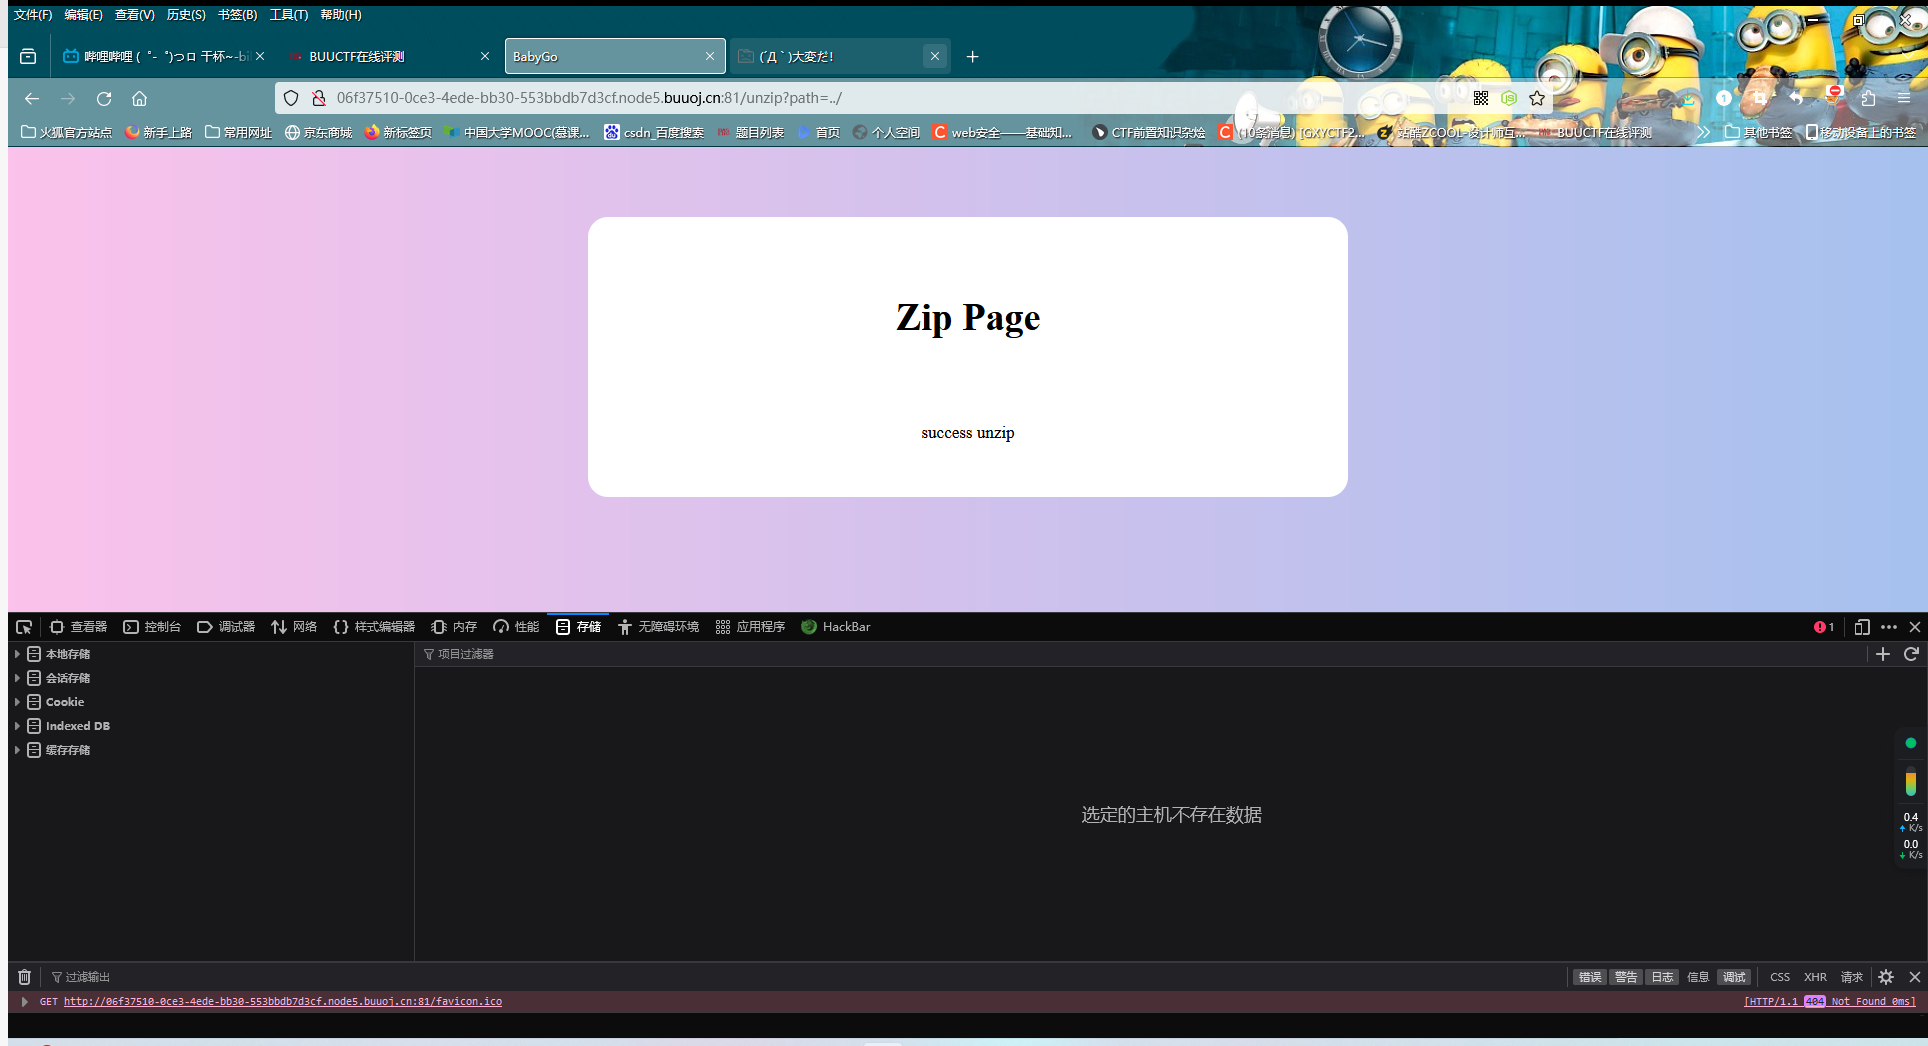 文件(F) 编辑(E) 查看(V) 历史(S) 书签(B) 工具(T) 帮助(H)
哔哩哔哩 ( ゜- ゜)つロ 干杯~-bi
BUUCTF在线评测
BabyGo
(´Д｀)大変だ!
06f37510-0ce3-4ede-bb30-553bbdb7d3cf.node5.buuoj.cn:81/unzip?path=../
火狐官方站点 新手上路 常用网址 京东商城 新标签页 中国大学MOOC(慕课... csdn_百度搜索 题目列表 首页 个人空间 web安全——基础知... CTF前置知识杂烩 (10条消息) [GXYCTF2... 站酷ZCOOL-设计师互... BUUCTF在线评测 其他书签 移动设备上的书签
Zip Page
success unzip
查看器 控制台 调试器 网络 样式编辑器 内存 性能 存储 无障碍环境 应用程序 HackBar 1
本地存储
会话存储
Cookie
Indexed DB
缓存存储
项目过滤器
选定的主机不存在数据
0.4
K/s
0.0
K/s
过滤输出 错误 警告 日志 信息 调试 CSS XHR 请求
GET http://06f37510-0ce3-4ede-bb30-553bbdb7d3cf.node5.buuoj.cn:81/favicon.ico [HTTP/1.1 404 Not Found 0ms]